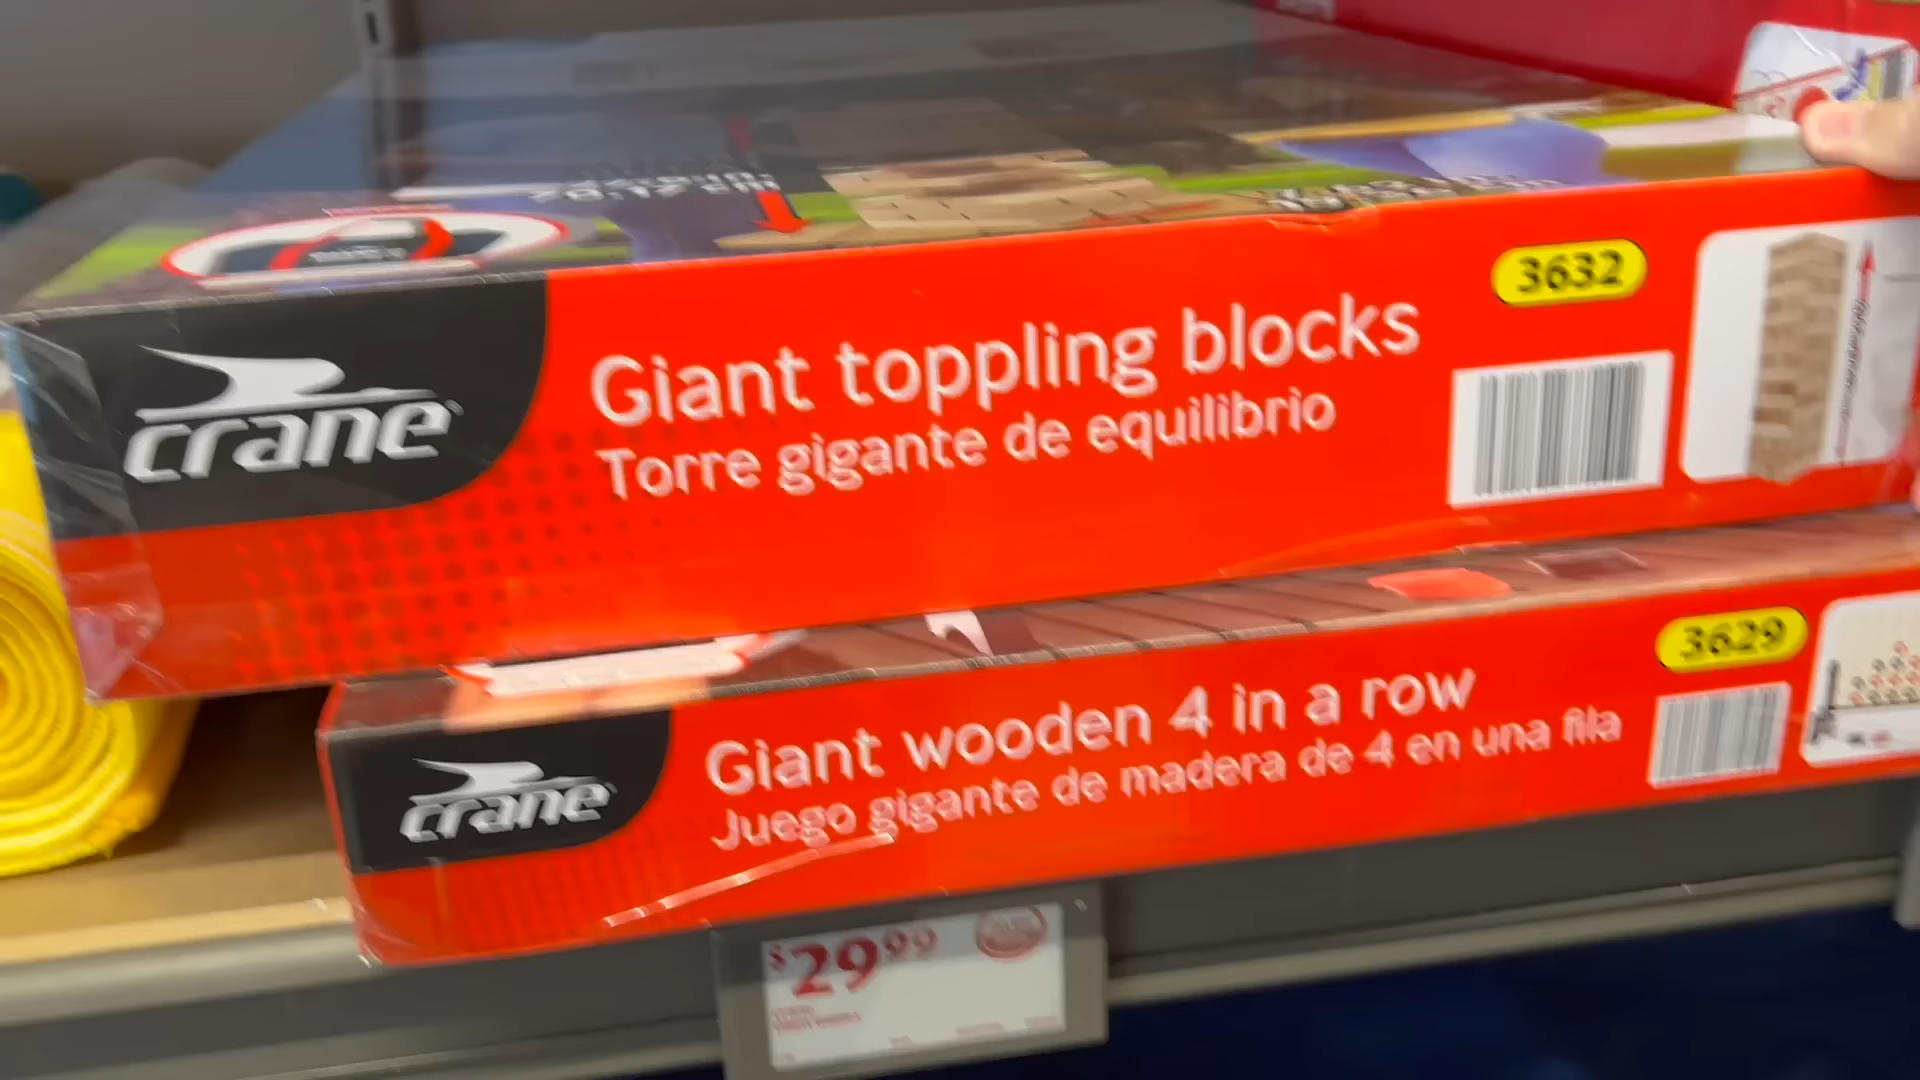 crane
Giant toppling blocks
Torre gigante de equilibrio
3632
crane
Giant wooden 4 in a row
Juego gigante de madera de 4 en una fila
3629
$29.99